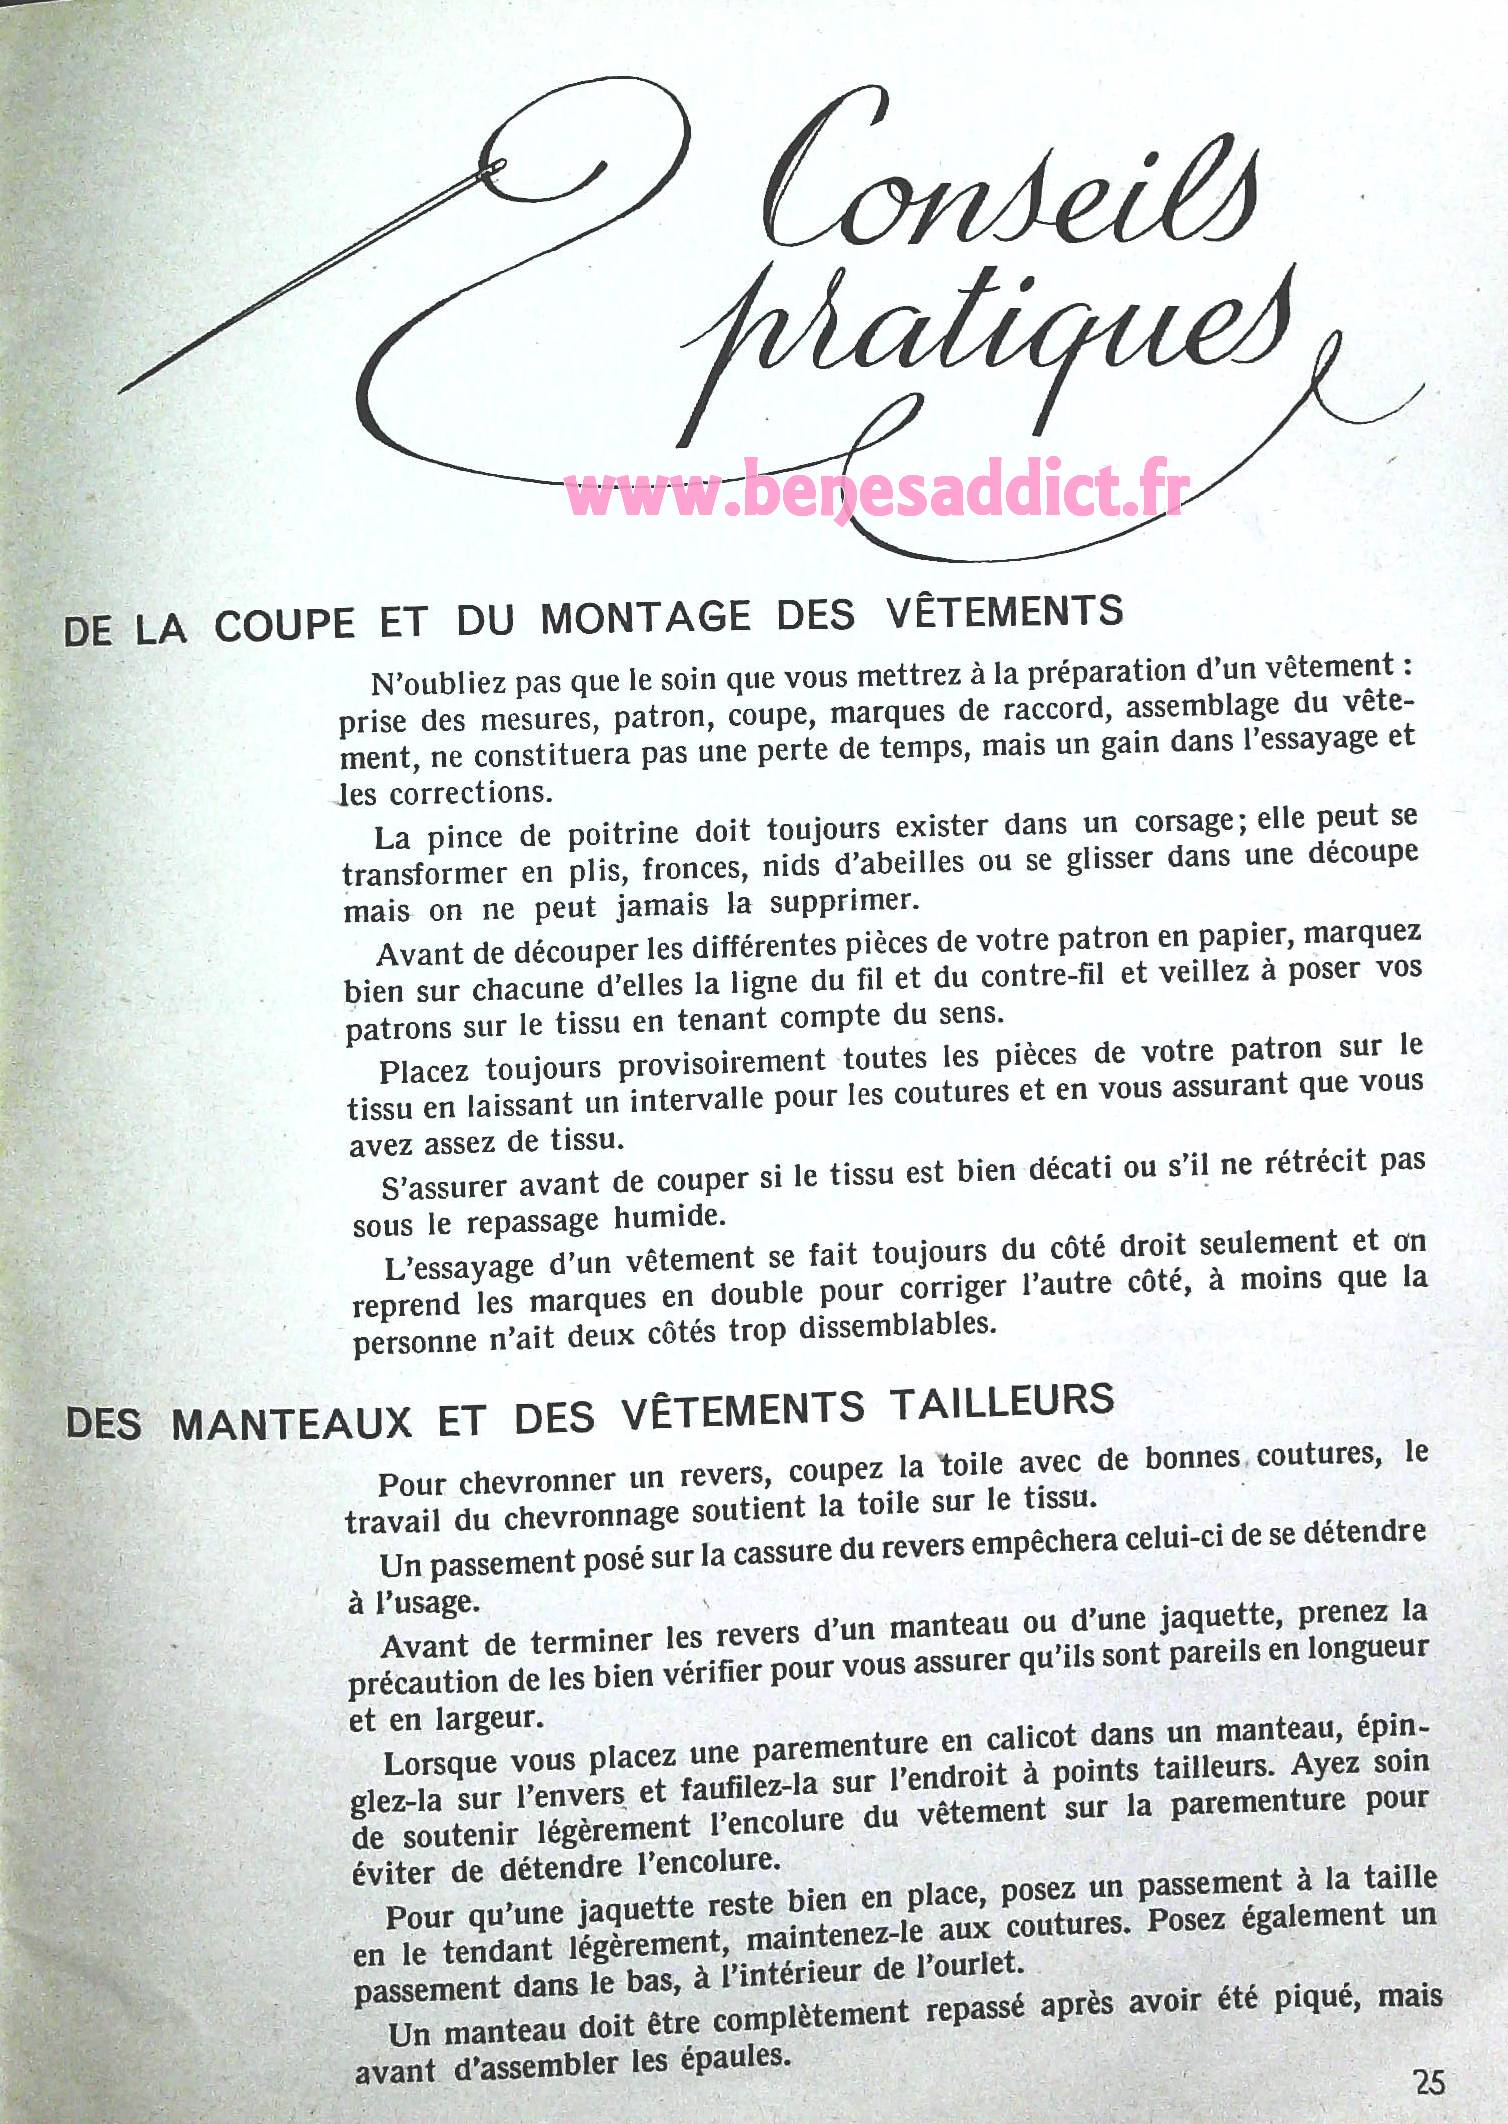 Conseils
pratiques
www.benesaddict.fr
DE LA COUPE ET DU MONTAGE DES VÊTEMENTS
N'oubliez pas que le soin que vous mettrez à la préparation d'un vêtement :
prise des mesures, patron, coupe, marques de raccord, assemblage du vête-
ment, ne constituera pas une perte de temps, mais un gain dans l'essayage et
les corrections.
La pince de poitrine doit toujours exister dans un corsage; elle peut se
transformer en plis, fronces, nids d'abeilles ou se glisser dans une découpe
mais on ne peut jamais la supprimer.
Avant de découper les différentes pièces de votre patron en papier, marquez
bien sur chacune d'elles la ligne du fil et du contre-fil et veillez à poser vos
patrons sur le tissu en tenant compte du sens.
Placez toujours provisoirement toutes les pièces de votre patron sur le
tissu en laissant un intervalle pour les coutures et en vous assurant que vous
avez assez de tissu.
S'assurer avant de couper si le tissu est bien décati ou s'il ne rétrécit pas
sous le repassage humide.
L'essayage d'un vêtement se fait toujours du côté droit seulement et on
reprend les marques en double pour corriger l'autre côté, à moins que la
personne n'ait deux côtés trop dissemblables.
DES MANTEAUX ET DES VÊTEMENTS TAILLEURS
Pour chevronner un revers, coupez la toile avec de bonnes coutures, le
travail du chevronnage soutient la toile sur le tissu.
Un passement posé sur la cassure du revers empêchera celui-ci de se détendre
à l'usage.
Avant de terminer les revers d'un manteau ou d'une jaquette, prenez la
précaution de les bien vérifier pour vous assurer qu'ils sont pareils en longueur
et en largeur.
Lorsque vous placez une parementure en calicot dans un manteau, épin-
glez-la sur l'envers et faufilez-la sur l'endroit à points tailleurs. Ayez soin
de soutenir légèrement l'encolure du vêtement sur la parementure pour
éviter de détendre l'encolure.
Pour qu'une jaquette reste bien en place, posez un passement à la taille
en le tendant légèrement, maintenez-le aux coutures. Posez également un
passement dans le bas, à l'intérieur de l'ourlet.
Un manteau doit être complètement repassé après avoir été piqué, mais
avant d'assembler les épaules.
25